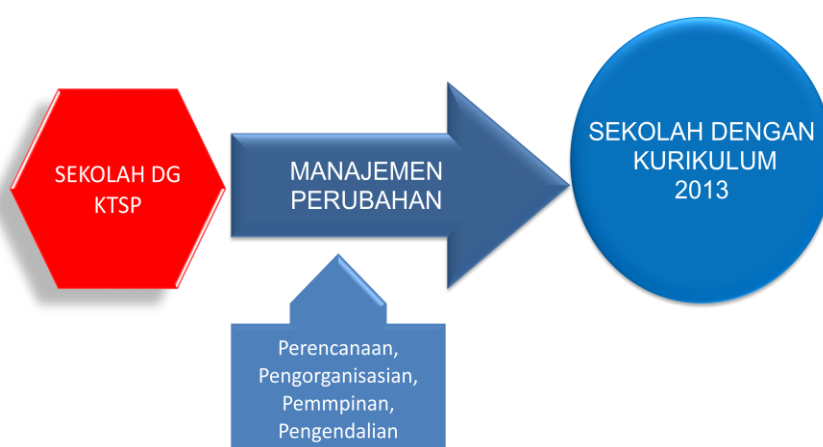 SEKOLAH DG
KTSP
MANAJEMEN
PERUBAHAN
SEKOLAH DENGAN
KURIKULUM
2013
Perencanaan,
Pengorganisasian,
Pemmpinan,
Pengendalian